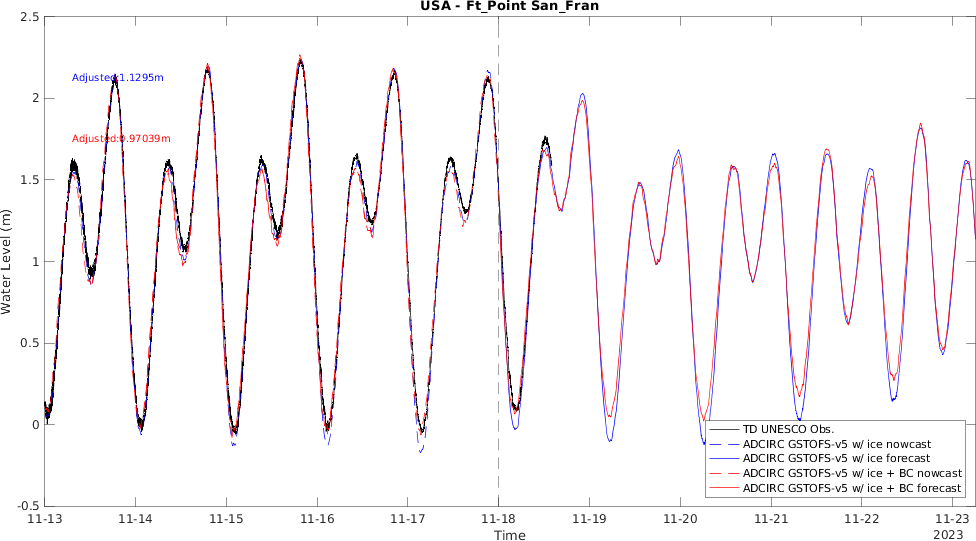 USA - Ft_Point San_Fran
2.5
2
1.5
1
0.5
0
-0.5
Water Level (m)
Adjusted:1.1295m
Adjusted:0.97039m
TD UNESCO Obs.
ADCIRC GSTOFS-v5 w/ ice nowcast
ADCIRC GSTOFS-v5 w/ ice forecast
ADCIRC GSTOFS-v5 w/ ice + BC nowcast
ADCIRC GSTOFS-v5 w/ ice + BC forecast
11-13 11-14 11-15 11-16 11-17 11-18 11-19 11-20 11-21 11-22 11-23
Time
2023